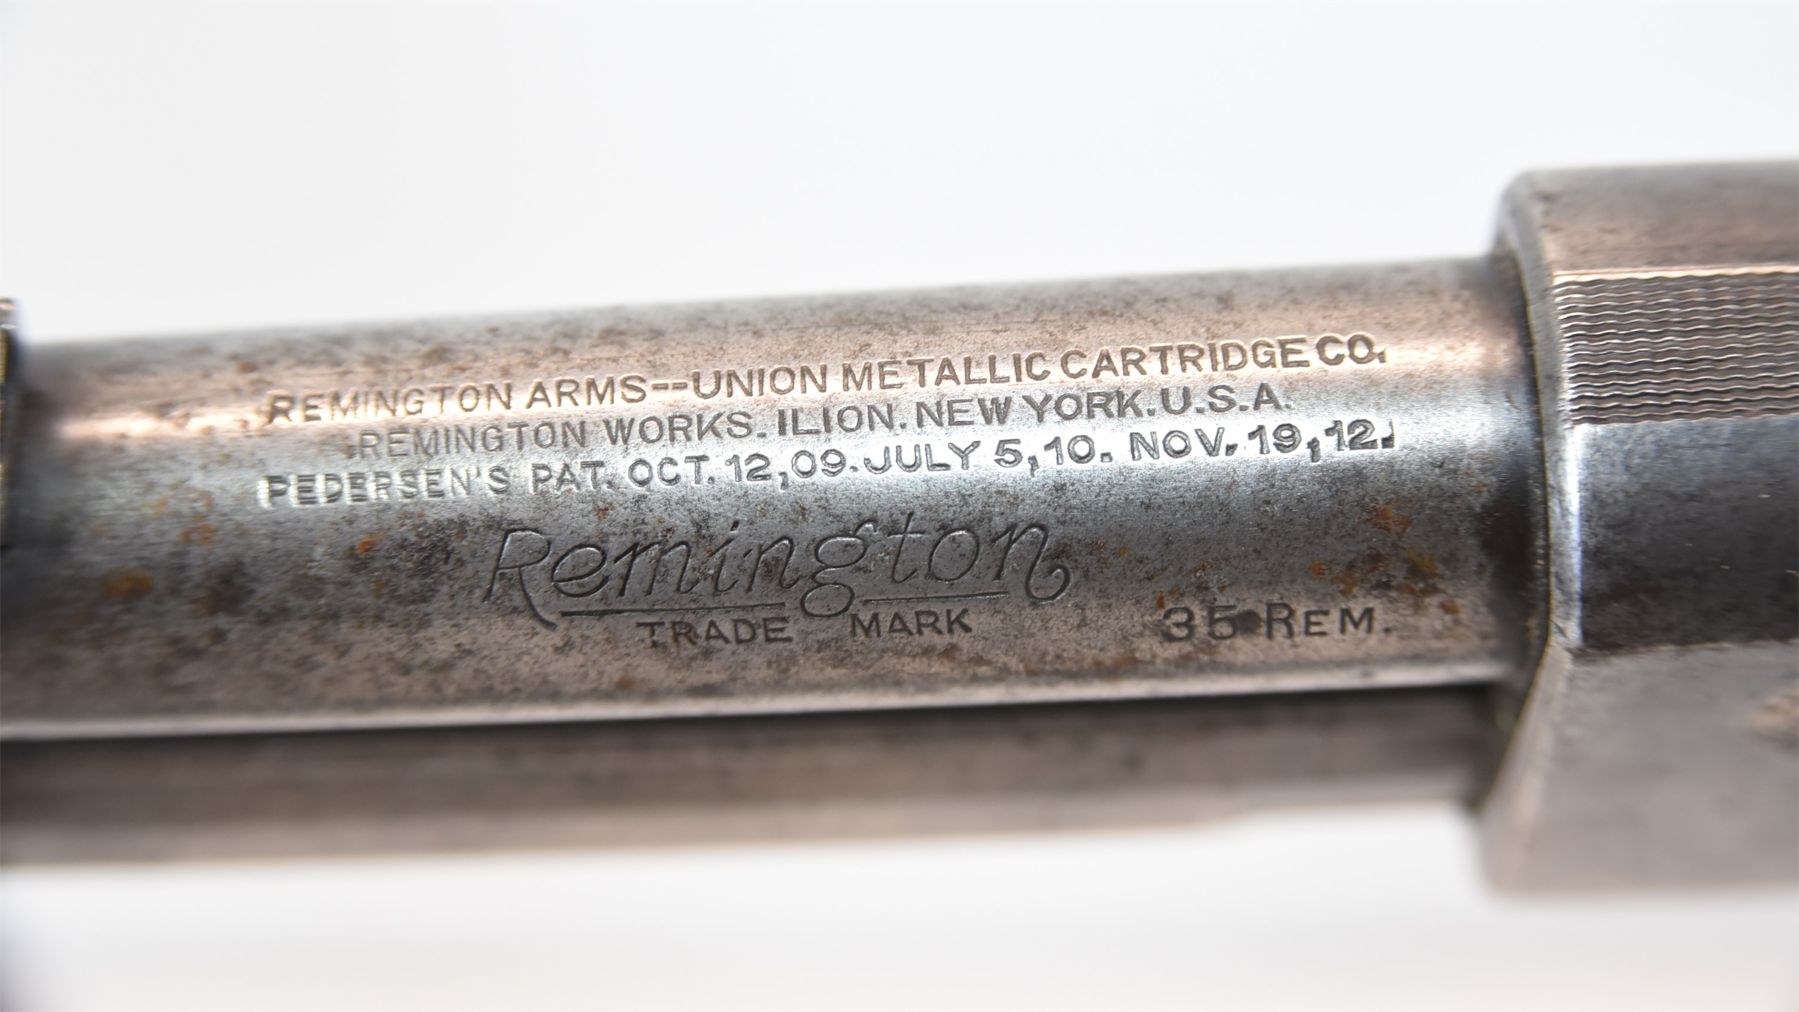 REMINGTON ARMS--UNION METALLIC CARTRIDGE CO.
REMINGTON WORKS. ILION. NEW YORK. U.S.A.
PEDERSEN'S PAT. OCT. 12,09. JULY 5,10. NOV. 19,12.
Remington
TRADE MARK
35 REM.